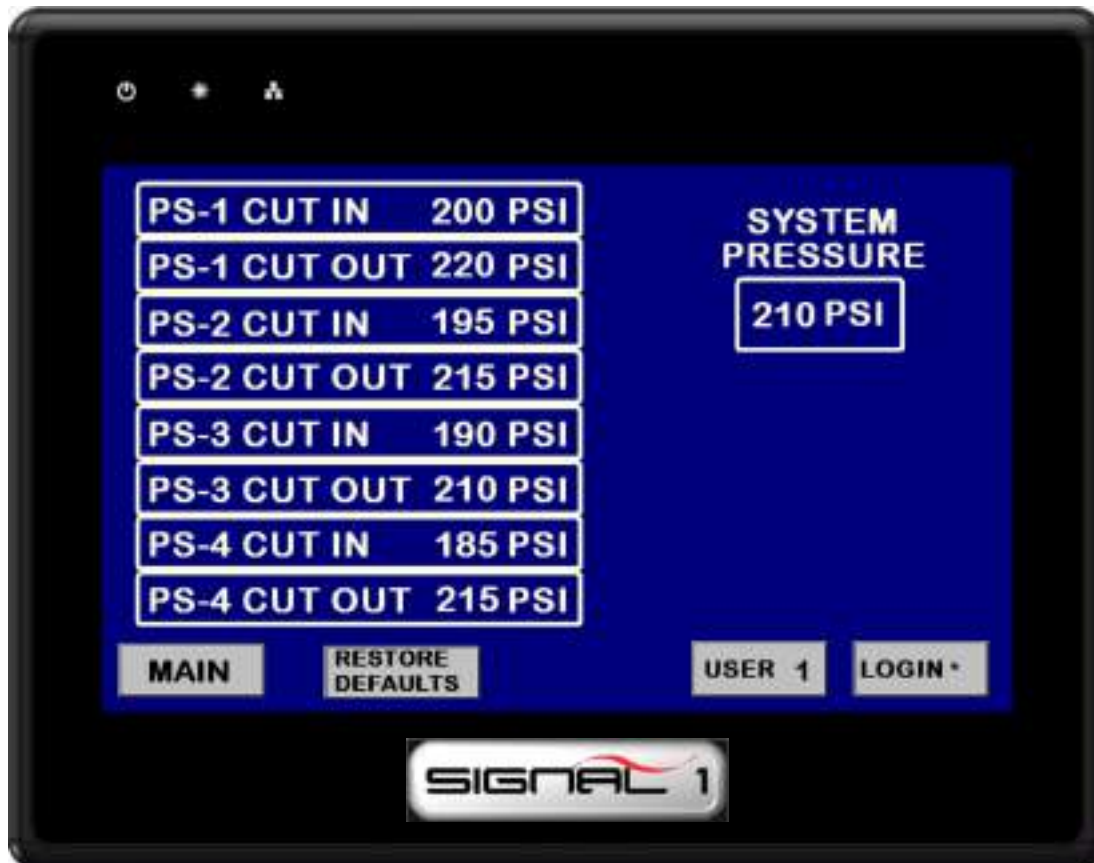 PS-1 CUT IN 200 PSI
PS-1 CUT OUT 220 PSI
PS-2 CUT IN 195 PSI
PS-2 CUT OUT 215 PSI
PS-3 CUT IN 190 PSI
PS-3 CUT OUT 210 PSI
PS-4 CUT IN 185 PSI
PS-4 CUT OUT 215 PSI
SYSTEM
PRESSURE
210 PSI
MAIN
RESTORE
DEFAULTS
USER 1
LOGIN *
SIGNAL 1